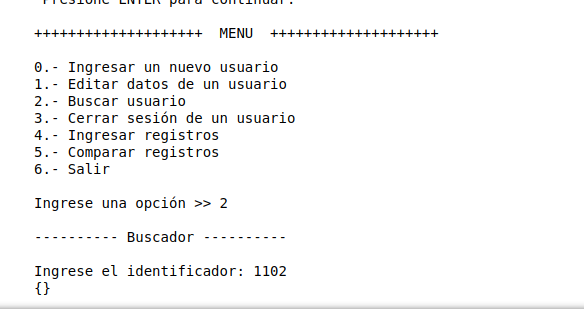 Presione ENTER para continuar.
++++++++++++++++++++ MENU ++++++++++++++++++++
0.- Ingresar un nuevo usuario
1.- Editar datos de un usuario
2.- Buscar usuario
3.- Cerrar sesión de un usuario
4.- Ingresar registros
5.- Comparar registros
6.- Salir
Ingrese una opción >> 2
---------- Buscador ----------
Ingrese el identificador: 1102
{}